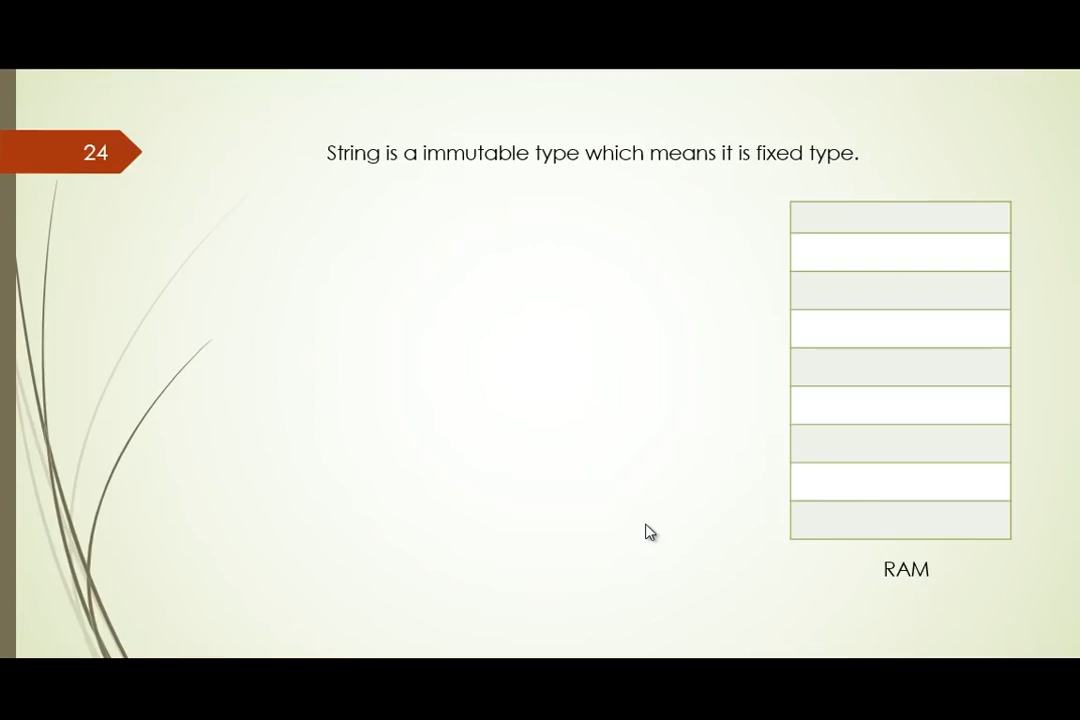 24
String is a immutable type which means it is fixed type.
RAM